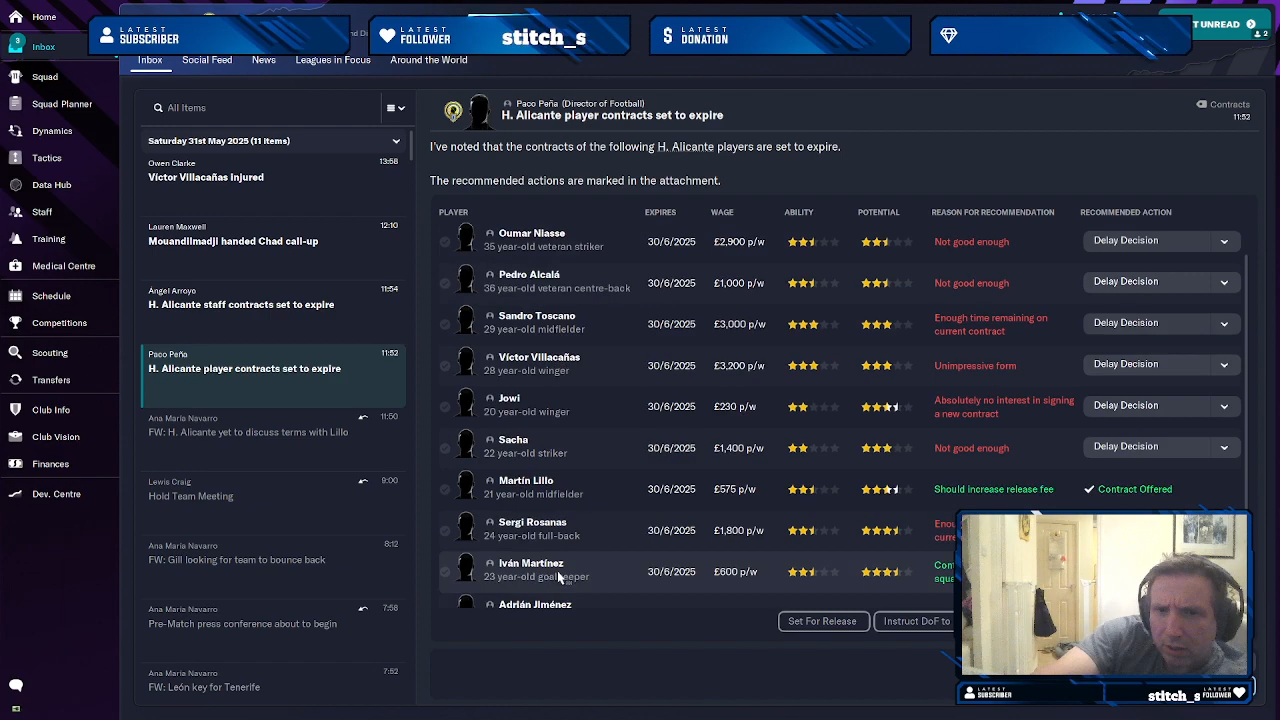 Home
LATEST
SUBSCRIBER
LATEST
FOLLOWER
stitch_s
LATEST
DONATION
T UNREAD
2
3
Inbox
Inbox
Social Feed
News
Leagues in Focus
Around the World
Squad
Squad Planner
Dynamics
Tactics
Data Hub
Staff
Training
Medical Centre
Schedule
Competitions
Scouting
Transfers
Club Info
Club Vision
Finances
Dev. Centre
All Items
Saturday 31st May 2025 (11 items)
Owen Clarke
13:58
Víctor Villacañas injured
Lauren Maxwell
12:10
Mouandilmadji handed Chad call-up
Ángel Arroyo
11:54
H. Alicante staff contracts set to expire
Paco Peña
11:52
H. Alicante player contracts set to expire
Ana María Navarro
11:50
FW: H. Alicante yet to discuss terms with Lillo
Lewis Craig
9:00
Hold Team Meeting
Ana María Navarro
8:12
FW: Gill looking for team to bounce back
Ana María Navarro
7:58
Pre-Match press conference about to begin
Ana María Navarro
7:52
FW: León key for Tenerife
Paco Peña (Director of Football)
H. Alicante player contracts set to expire
Contracts
11:52
I've noted that the contracts of the following H. Alicante players are set to expire.
The recommended actions are marked in the attachment.
PLAYER EXPIRES WAGE ABILITY POTENTIAL REASON FOR RECOMMENDATION RECOMMENDED ACTION
Oumar Niasse
35 year-old veteran striker
30/6/2025 £2,900 p/w Not good enough Delay Decision
Pedro Alcalá
36 year-old veteran centre-back
30/6/2025 £1,000 p/w Not good enough Delay Decision
Sandro Toscano
29 year-old midfielder
30/6/2025 £3,000 p/w Enough time remaining on
current contract
Delay Decision
Víctor Villacañas
28 year-old winger
30/6/2025 £3,200 p/w Unimpressive form Delay Decision
Jowi
20 year-old winger
30/6/2025 £230 p/w Absolutely no interest in signing
a new contract
Delay Decision
Sacha
22 year-old striker
30/6/2025 £1,400 p/w Not good enough Delay Decision
Martín Lillo
21 year-old midfielder
30/6/2025 £575 p/w Should increase release fee Contract Offered
Sergi Rosanas
24 year-old full-back
30/6/2025 £1,800 p/w
Iván Martínez
23 year-old goalkeeper
30/6/2025 £600 p/w
Adrián Jiménez
Set For Release
Instruct DoF to
LATEST
SUBSCRIBER
stitch_s
LATEST
FOLLOWER